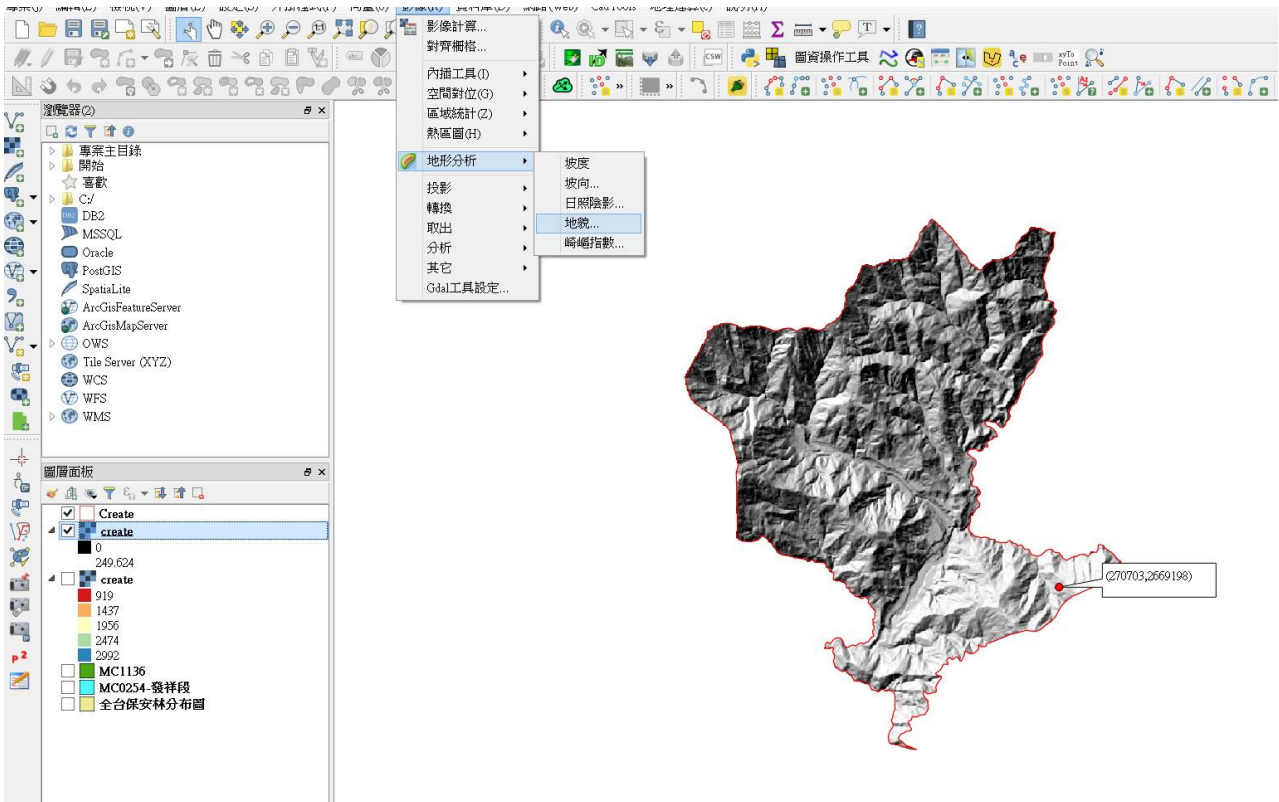 影像計算...
對齊柵格...
CSW
圖資操作工具
xyTo
Point
內插工具(I)
空間對位(G)
區域統計(Z)
熱區圖(H)
地形分析
投影
轉換
取出
分析
其它
Gdal工具設定...
坡度
坡向...
日照陰影...
地貌...
崎嶇指數...
瀏覽器(2)
專案主目錄
開始
喜歡
C:/
DB2
MSSQL
Oracle
PostGIS
SpatiaLite
ArcGisFeatureServer
ArcGisMapServer
OWS
Tile Server (XYZ)
WCS
WFS
WMS
圖層面板
Create
create
0
249.624
create
919
1437
1956
2474
2992
MC1136
MC0254-發祥段
全台保安林分布圖
(270703,2669198)